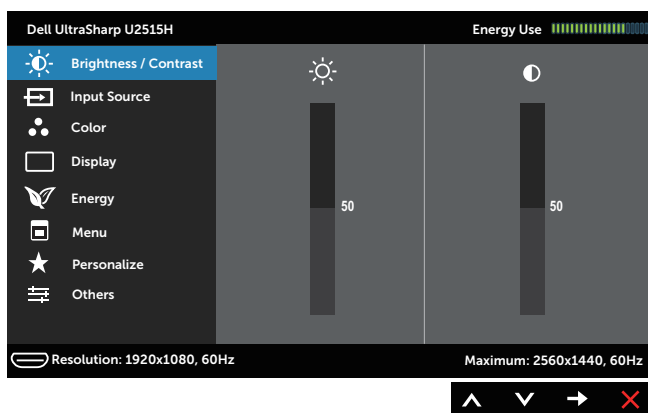 Dell UltraSharp U2515H
Energy Use
Brightness / Contrast
Input Source
Color
Display
Energy
Menu
Personalize
Others
50
50
Resolution: 1920x1080, 60Hz
Maximum: 2560x1440, 60Hz